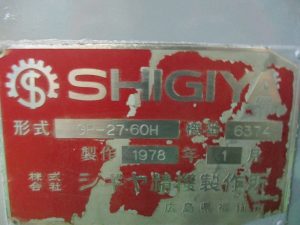 SHIGIYA
形式 GP-27·60H 機番 6374
製作 1978 年 1 月
株式会社 シギヤ精機製作所
広島県福山